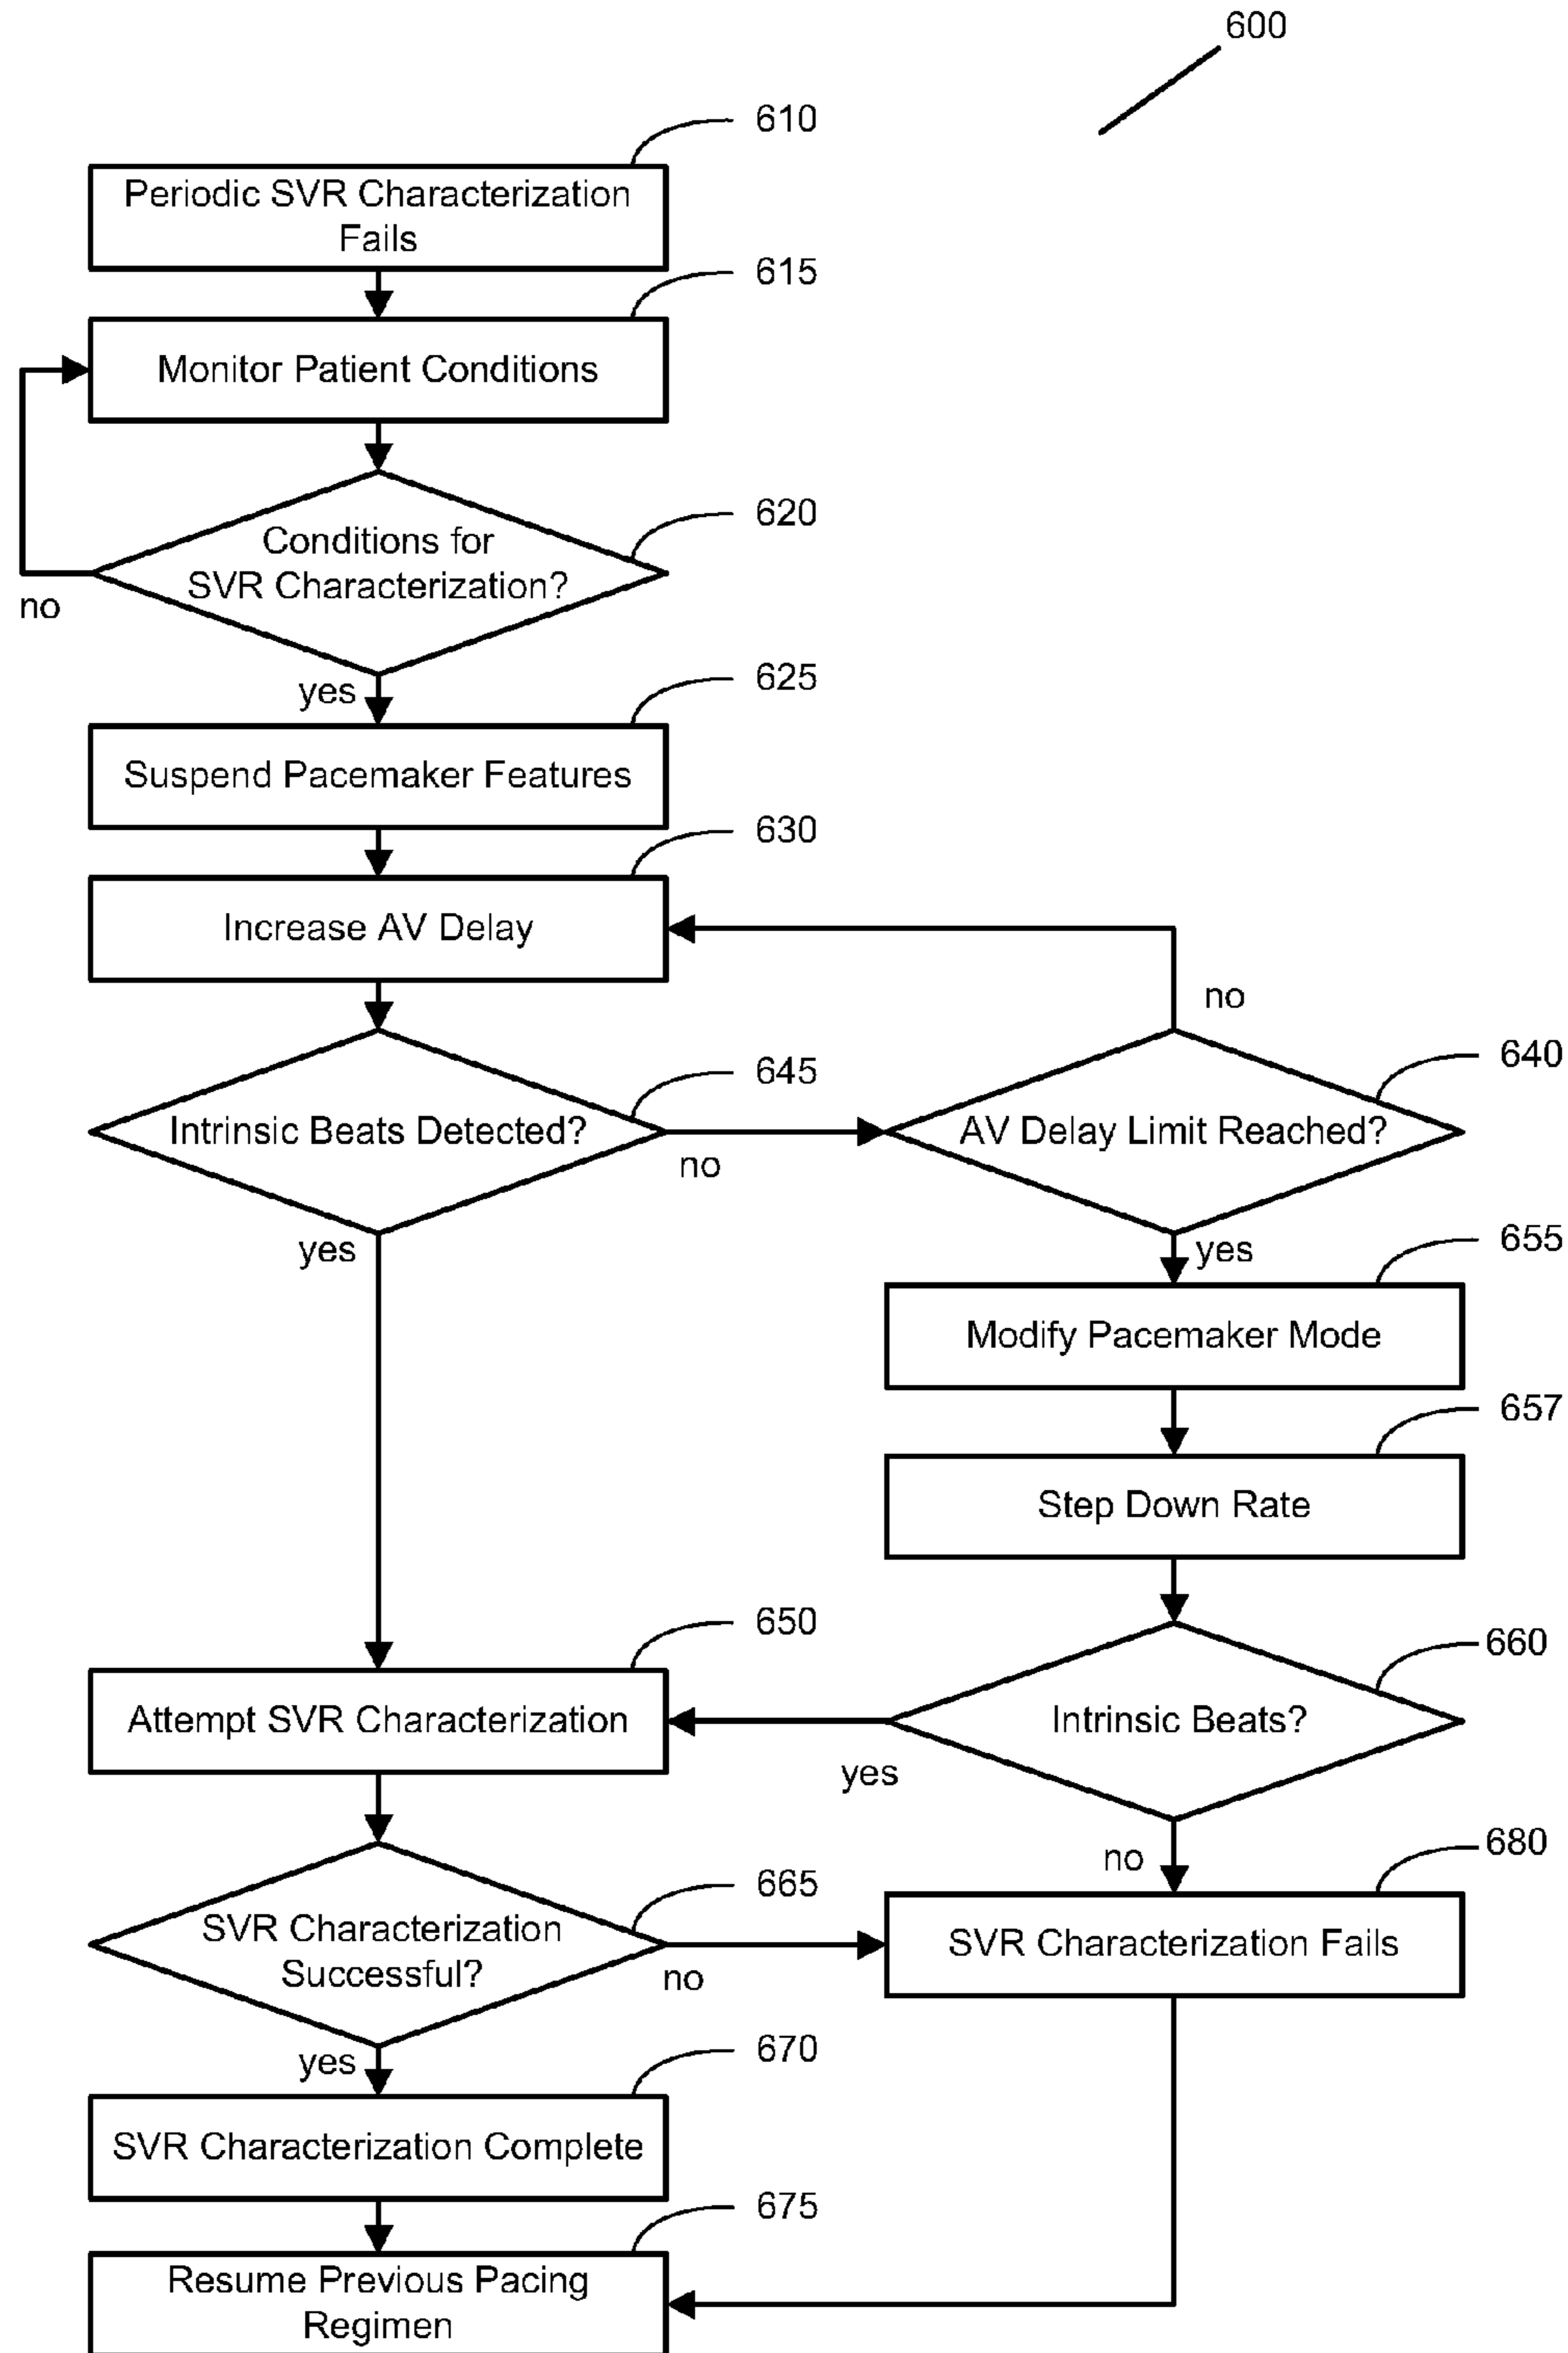 600
610
Periodic SVR Characterization
Fails
615
Monitor Patient Conditions
620
Conditions for
SVR Characterization?
no
yes
625
Suspend Pacemaker Features
630
Increase AV Delay
no
645
640
Intrinsic Beats Detected?
AV Delay Limit Reached?
no
yes
yes
655
Modify Pacemaker Mode
657
Step Down Rate
650
660
Attempt SVR Characterization
Intrinsic Beats?
yes
no
680
665
SVR Characterization
Successful?
SVR Characterization Fails
no
yes
670
SVR Characterization Complete
675
Resume Previous Pacing
Regimen